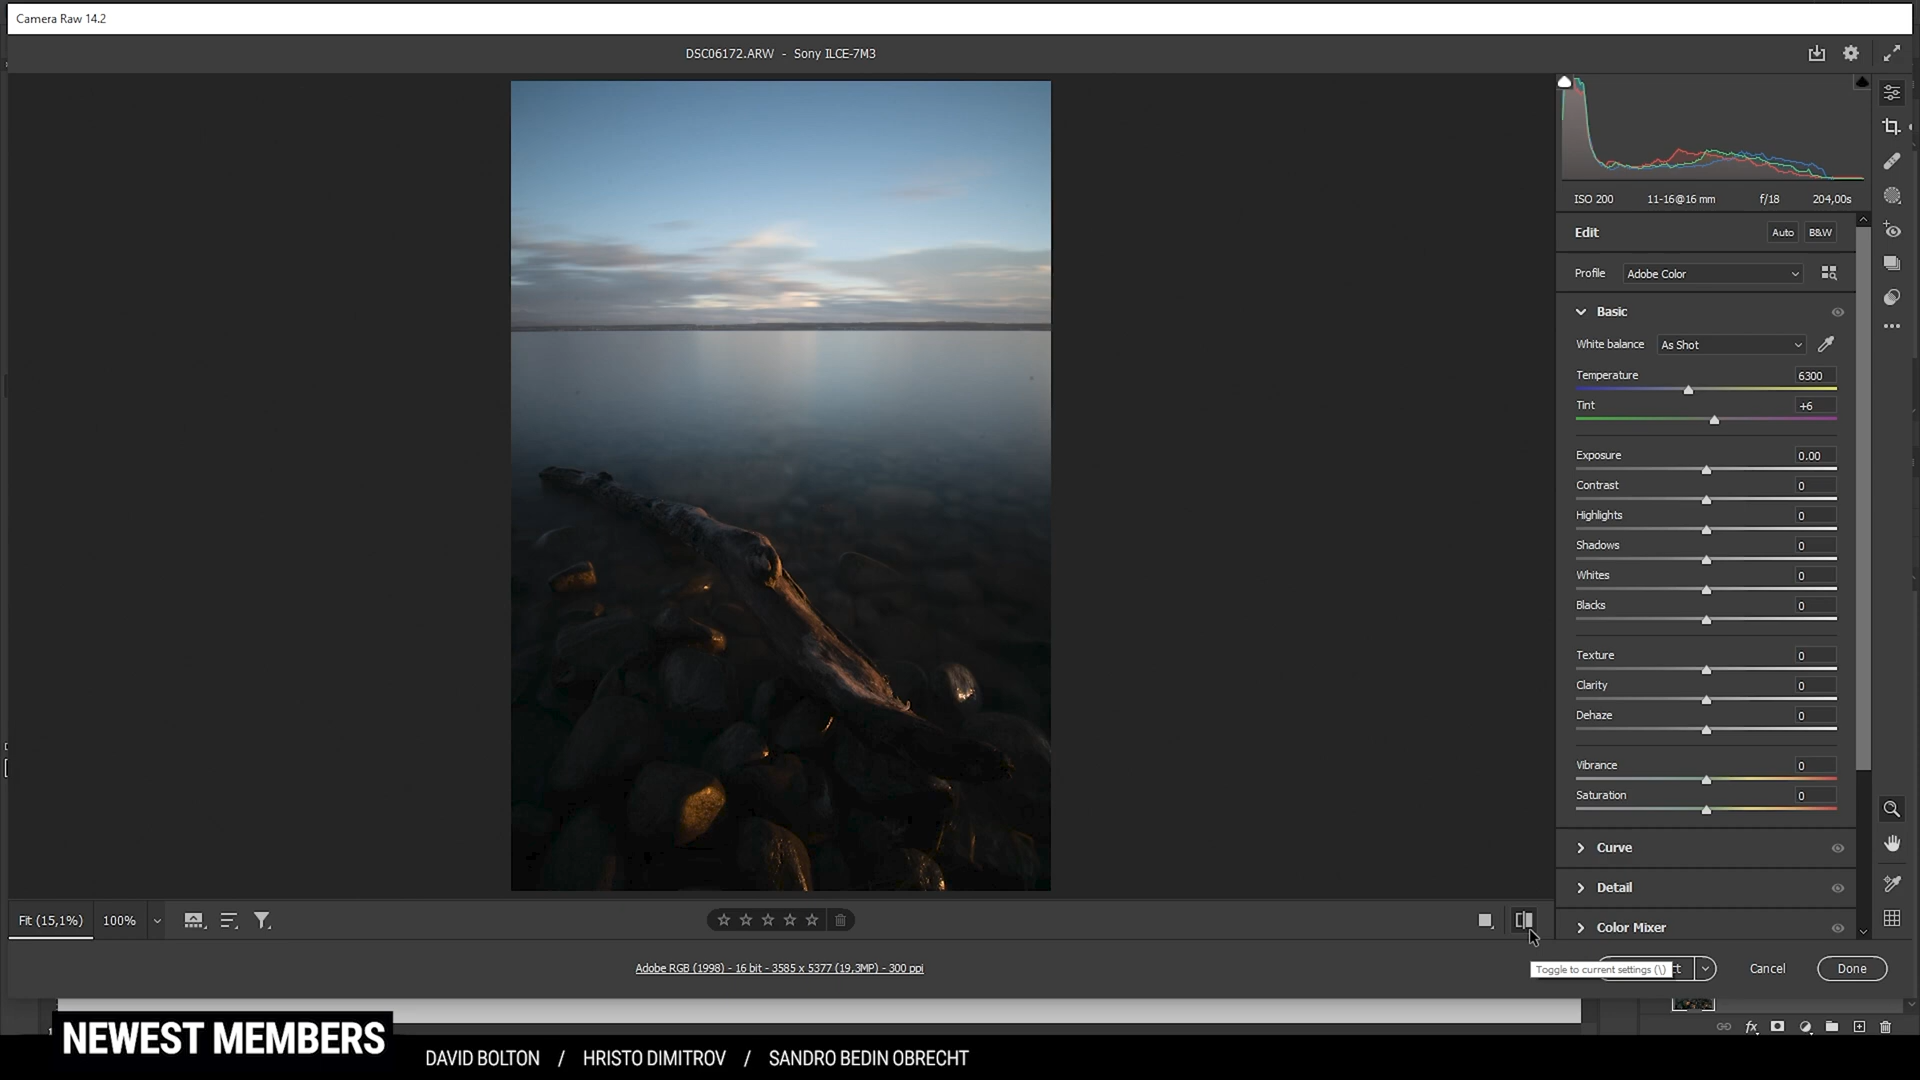 Camera Raw 14.2
DSC06172.ARW - Sony ILCE-7M3
ISO 200 11-16@16 mm f/18 204,00s
Edit Auto B&W
Profile Adobe Color
Basic
White balance As Shot
Temperature 6300
Tint +6
Exposure 0.00
Contrast 0
Highlights 0
Shadows 0
Whites 0
Blacks 0
Texture 0
Clarity 0
Dehaze 0
Vibrance 0
Saturation 0
Curve
Detail
Color Mixer
Fit (15,1%) 100%
Adobe RGB (1998) - 16 bit - 3585 x 5377 (19,3MP) - 300 ppi
Toggle to current settings (\)
Cancel Done
fx
NEWEST MEMBERS
DAVID BOLTON / HRISTO DIMITROV / SANDRO BEDIN OBRECHT